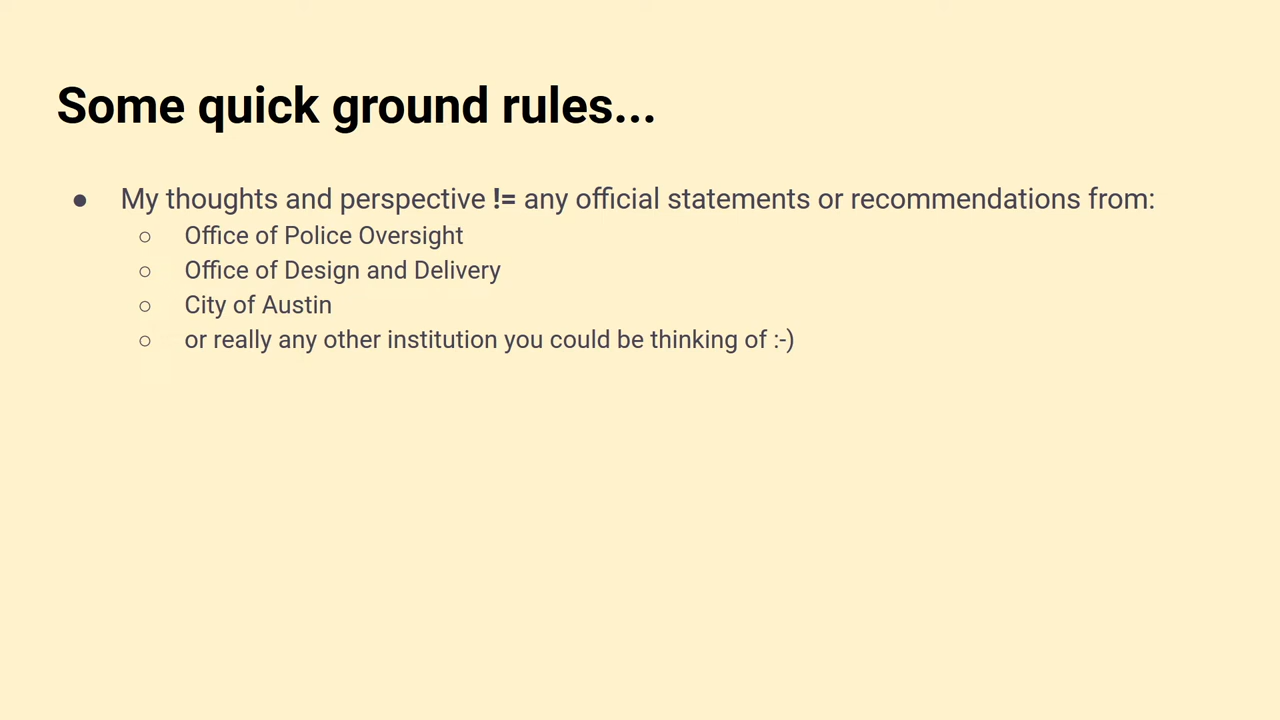 Some quick ground rules...
● My thoughts and perspective != any official statements or recommendations from:
○ Office of Police Oversight
○ Office of Design and Delivery
○ City of Austin
○ or really any other institution you could be thinking of :-)